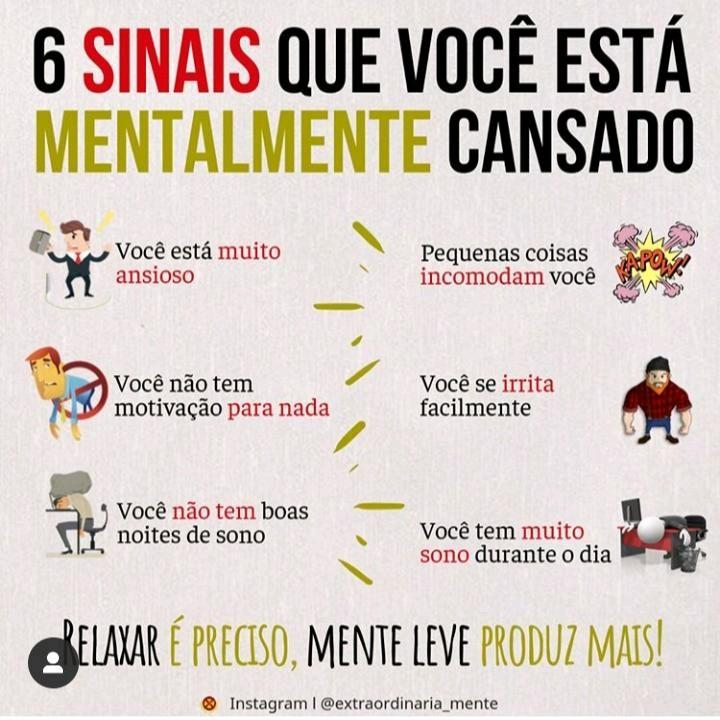 6 SINAIS QUE VOCÊ ESTÁ
MENTALMENTE CANSADO
Você está muito
ansioso
Pequenas coisas
incomodam você
KAPOW!
Você não tem
motivação para nada
Você se irrita
facilmente
Você não tem boas
noites de sono
Você tem muito
sono durante o dia
RELAXAR É PRECISO, MENTE LEVE PRODUZ MAIS!
Instagram l @extraordinaria_mente